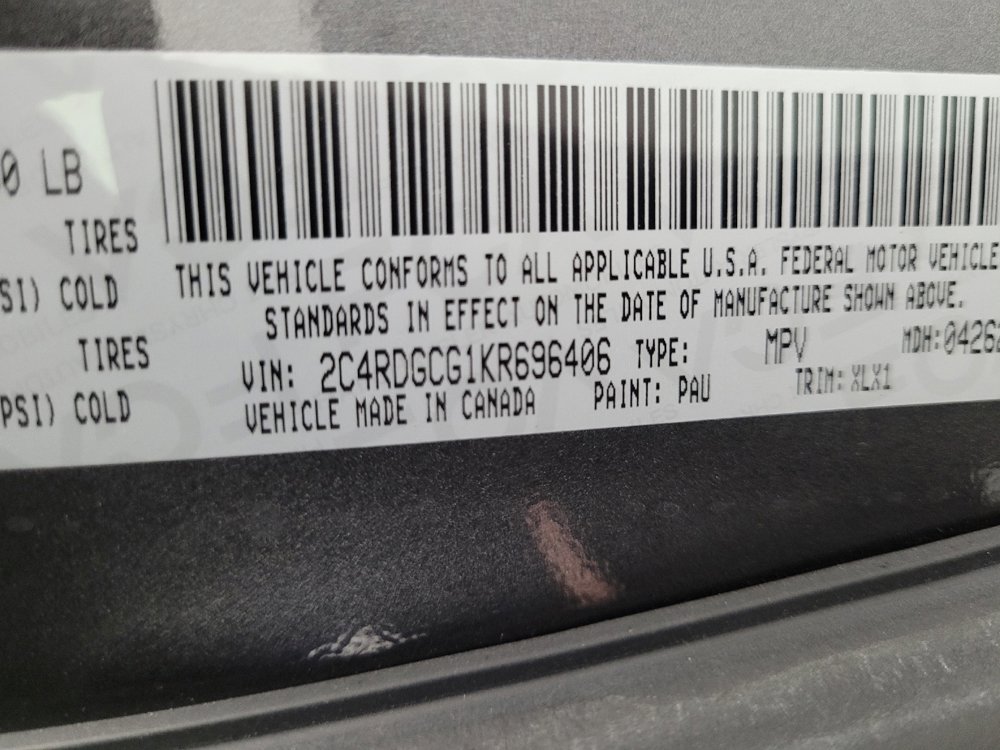 0 LB
TIRES
SI) COLD
TIRES
PSI) COLD
THIS VEHICLE CONFORMS TO ALL APPLICABLE U.S.A. FEDERAL MOTOR VEHICLE
STANDARDS IN EFFECT ON THE DATE OF MANUFACTURE SHOWN ABOVE.
VIN: 2C4RDGCG1KR696406 TYPE: MPV MDH:0426
VEHICLE MADE IN CANADA PAINT: PAU TRIM: XLX1